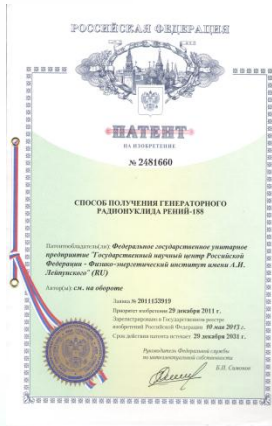 РОССИЙСКАЯ ФЕДЕРАЦИЯ
ПАТЕНТ
НА ИЗОБРЕТЕНИЕ
№ 2481660
СПОСОБ ПОЛУЧЕНИЯ ГЕНЕРАТОРНОГО
РАДИОНУКЛИДА РЕНИЙ-188
Патентообладатель(ли): Федеральное государственное унитарное
предприятие "Государственный научный центр Российской
Федерации - Физико-энергетический институт имени А.И.
Лейпунского" (RU)
Автор(ы): см. на обороте
Заявка № 2011153919
Приоритет изобретения 29 декабря 2011 г.
Зарегистрировано в Государственном реестре
изобретений Российской Федерации 10 мая 2013 г.
Срок действия патента истекает 29 декабря 2031 г.
Руководитель Федеральной службы
по интеллектуальной собственности
Б.П. Симонов